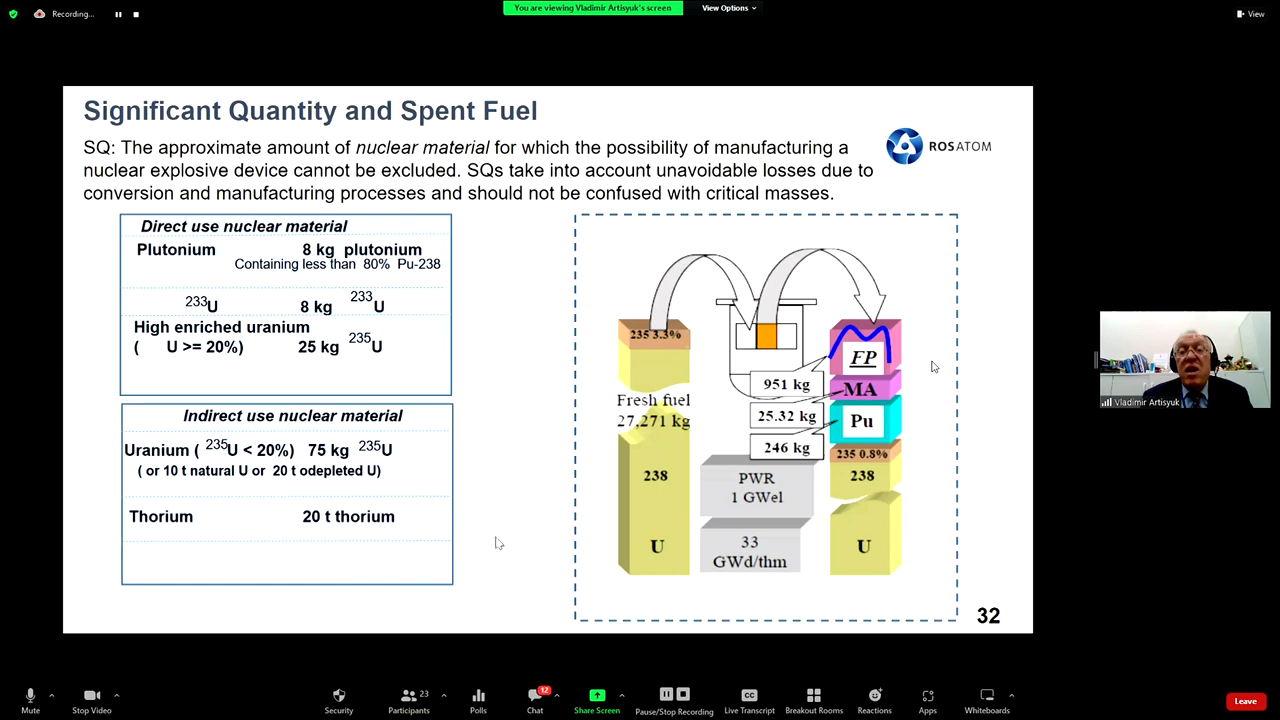 Recording...
You are viewing Vladimir Artisyuk's screen
View Options
View
Significant Quantity and Spent Fuel
SQ: The approximate amount of nuclear material for which the possibility of manufacturing a
nuclear explosive device cannot be excluded. SQs take into account unavoidable losses due to
conversion and manufacturing processes and should not be confused with critical masses.
ROSATOM
Direct use nuclear material
Plutonium 8 kg plutonium
Containing less than 80% Pu-238
233U 8 kg 233U
High enriched uranium
( U >= 20%) 25 kg 235U
Indirect use nuclear material
Uranium ( 235U < 20%) 75 kg 235U
( or 10 t natural U or 20 t odepleted U)
Thorium 20 t thorium
235 3.3%
Fresh fuel
27,271 kg
238
U
951 kg
25.32 kg
246 kg
PWR
1 GWel
33
GWd/thm
FP
MA
Pu
235 0.8%
238
U
32
Vladimir Artisyuk
Mute
Stop Video
Security
Participants 23
Polls
Chat 12
Share Screen
Pause/Stop Recording
CC
Live Transcript
Breakout Rooms
Reactions
Apps
Whiteboards
Leave